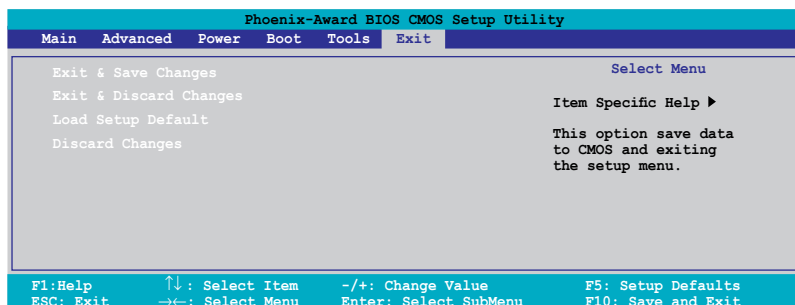 Phoenix-Award BIOS CMOS Setup Utility
Main Advanced Power Boot Tools Exit
Exit & Save Changes
Exit & Discard Changes
Load Setup Default
Discard Changes
Select Menu
Item Specific Help ▶
This option save data
to CMOS and exiting
the setup menu.
F1:Help ↑↓: Select Item -/+: Change Value F5: Setup Defaults
ESC: Exit →←: Select Menu Enter: Select SubMenu F10: Save and Exit